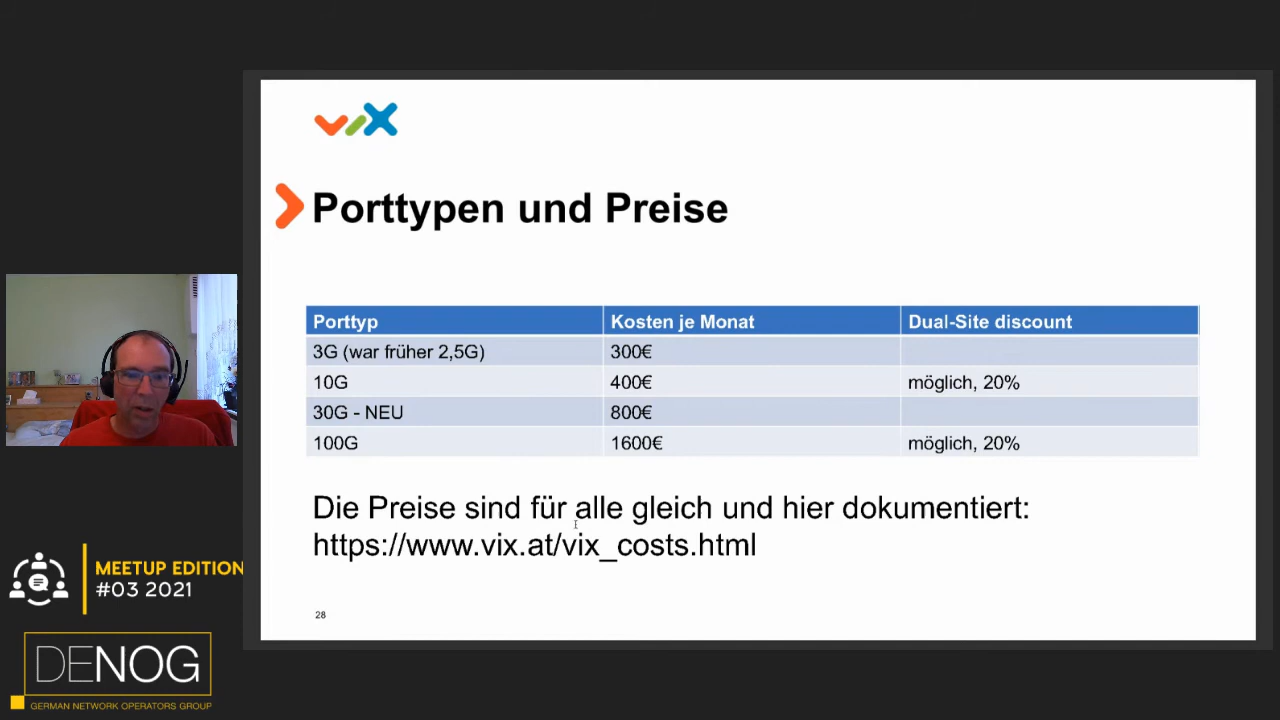 vix
Porttypen und Preise
Porttyp Kosten je Monat Dual-Site discount
3G (war früher 2,5G) 300€
10G 400€ möglich, 20%
30G - NEU 800€
100G 1600€ möglich, 20%
Die Preise sind für alle gleich und hier dokumentiert:
https://www.vix.at/vix_costs.html
28
MEETUP EDITION
#03 2021
DENOG
GERMAN NETWORK OPERATORS GROUP